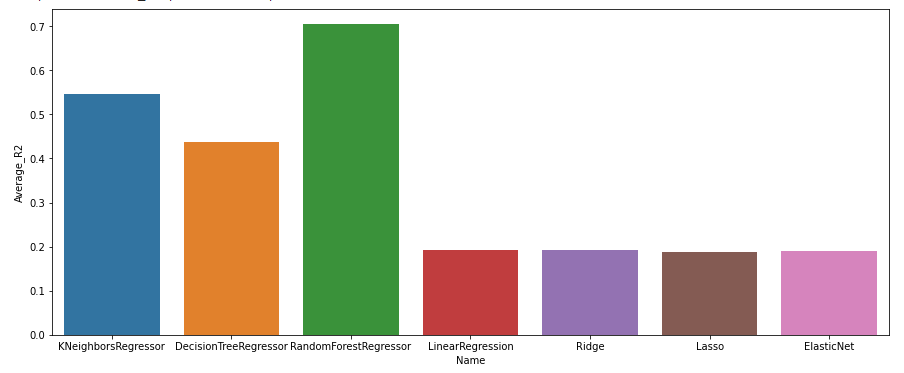 0.7
0.6
0.5
0.4
0.3
0.2
0.1
0.0
Average_R2
KNeighborsRegressor DecisionTreeRegressor RandomForestRegressor LinearRegression Ridge Lasso ElasticNet
Name